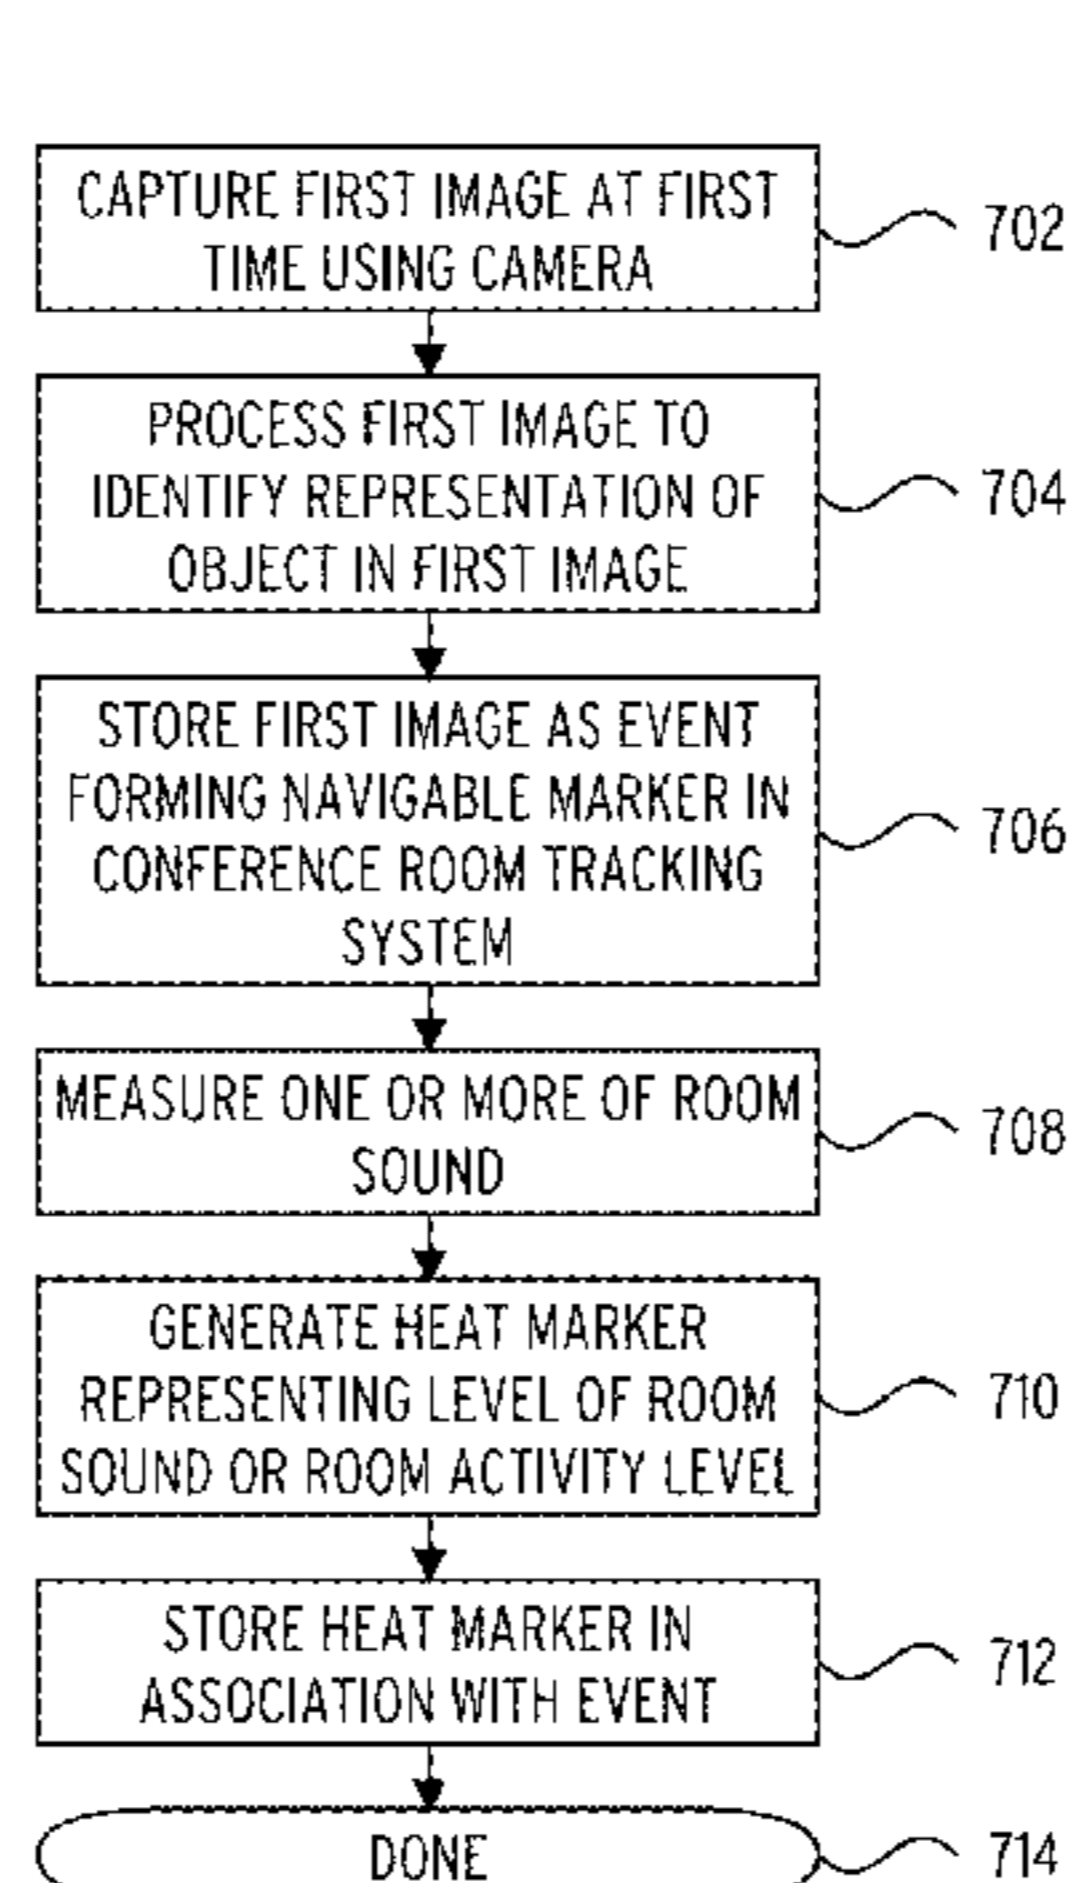 CAPTURE FIRST IMAGE AT FIRST
TIME USING CAMERA
702
PROCESS FIRST IMAGE TO
IDENTIFY REPRESENTATION OF
OBJECT IN FIRST IMAGE
704
STORE FIRST IMAGE AS EVENT
FORMING NAVIGABLE MARKER IN
CONFERENCE ROOM TRACKING
SYSTEM
706
MEASURE ONE OR MORE OF ROOM
SOUND
708
GENERATE HEAT MARKER
REPRESENTING LEVEL OF ROOM
SOUND OR ROOM ACTIVITY LEVEL
710
STORE HEAT MARKER IN
ASSOCIATION WITH EVENT
712
DONE
714